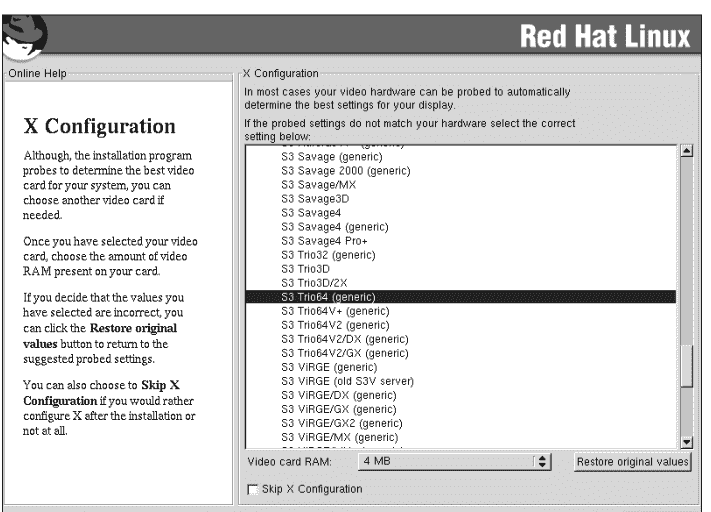 Red Hat Linux
Online Help
X Configuration
Although, the installation program
probes to determine the best video
card for your system, you can
choose another video card if
needed.
Once you have selected your video
card, choose the amount of video
RAM present on your card.
If you decide that the values you
have selected are incorrect, you
can click the Restore original
values button to return to the
suggested probed settings.
You can also choose to Skip X
Configuration if you would rather
configure X after the installation or
not at all.
X Configuration
In most cases your video hardware can be probed to automatically
determine the best settings for your display.
If the probed settings do not match your hardware select the correct
setting below:
S3 Savage (generic)
S3 Savage 2000 (generic)
S3 Savage/MX
S3 Savage3D
S3 Savage4
S3 Savage4 (generic)
S3 Savage4 Pro+
S3 Trio32 (generic)
S3 Trio3D
S3 Trio3D/2X
S3 Trio64 (generic)
S3 Trio64V+ (generic)
S3 Trio64V2 (generic)
S3 Trio64V2/DX (generic)
S3 Trio64V2/GX (generic)
S3 ViRGE (generic)
S3 ViRGE (old S3V server)
S3 ViRGE/DX (generic)
S3 ViRGE/GX (generic)
S3 ViRGE/GX2 (generic)
S3 ViRGE/MX (generic)
Video card RAM: 4 MB Restore original values
Skip X Configuration